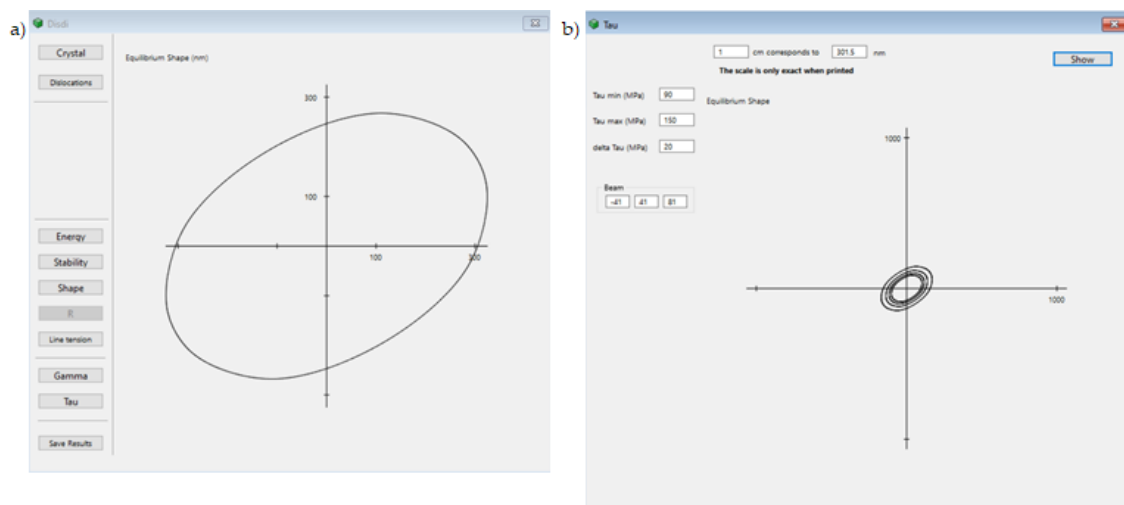 a)
Disdi
Crystal
Dislocations
Equilibrium Shape (nm)
300
100
100
300
Energy
Stability
Shape
R
Line tension
Gamma
Tau
Save Results
b)
Tau
1 cm corresponds to 301.5 nm
The scale is only exact when printed
Show
Tau min (MPa) 90
Tau max (MPa) 150
delta Tau (MPa) 20
Equilibrium Shape
Beam
-41 41 81
1000
1000